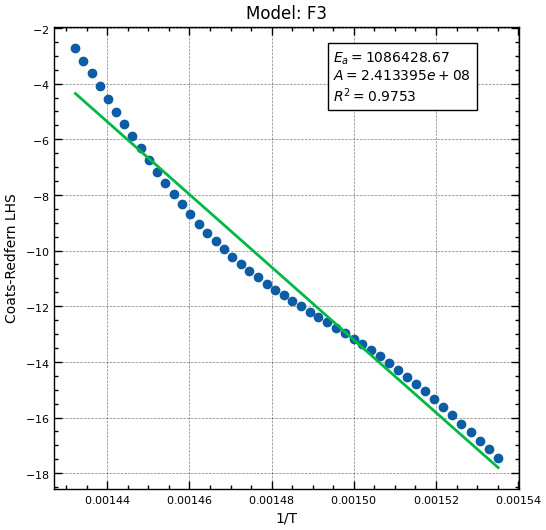 Model: F3
Eₐ = 1086428.67
A = 2.413395e + 08
R² = 0.9753
Coats-Redfern LHS
−2
−4
−6
−8
−10
−12
−14
−16
−18
0.00144
0.00146
0.00148
0.00150
0.00152
0.00154
1/T